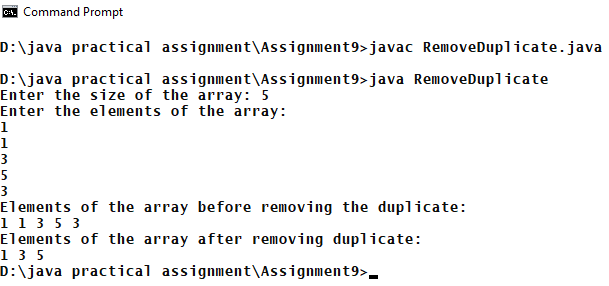 Command Prompt
D:\java practical assignment\Assignment9>javac RemoveDuplicate.java
D:\java practical assignment\Assignment9>java RemoveDuplicate
Enter the size of the array: 5
Enter the elements of the array:
1
1
3
5
3
Elements of the array before removing the duplicate:
1 1 3 5 3
Elements of the array after removing duplicate:
1 3 5
D:\java practical assignment\Assignment9>